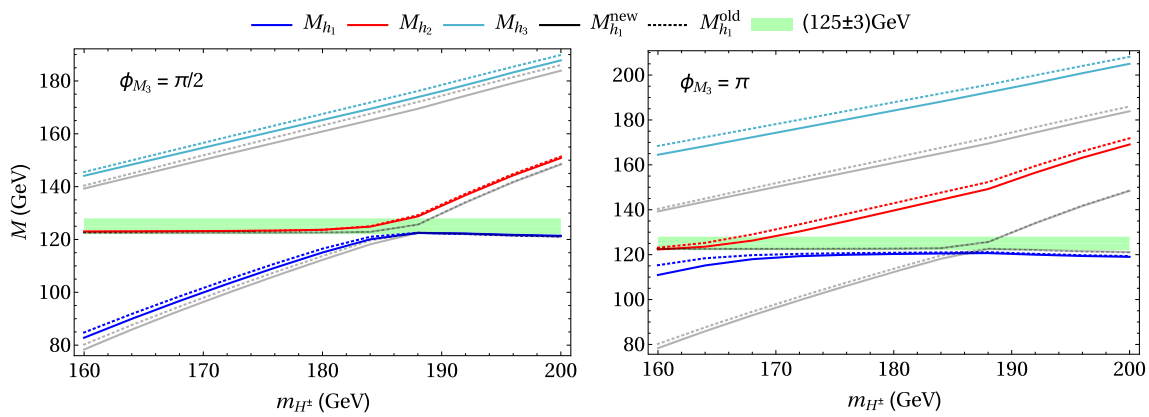 M_{h_1} M_{h_2} M_{h_3} M_{h_1}^{new} M_{h_1}^{old} (125±3)GeV
ϕ_{M_3} = π/2
M (GeV)
180
160
140
120
100
80
160 170 180 190 200
m_{H^±} (GeV)
ϕ_{M_3} = π
200
180
160
140
120
100
80
160 170 180 190 200
m_{H^±} (GeV)